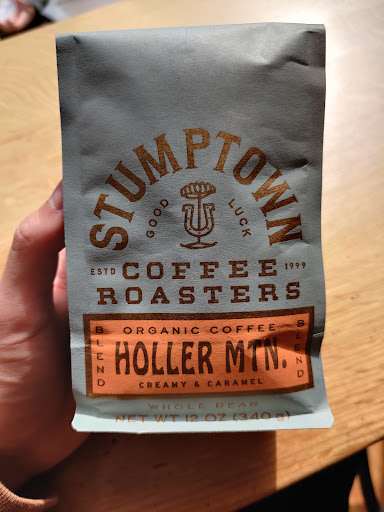 STUMPTOWN
GOOD LUCK
ESTD 1999
COFFEE
ROASTERS
ORGANIC COFFEE
BLEND HOLLER MTN. BLEND
CREAMY & CARAMEL
WHOLE BEAN
NET WT 12 OZ (340 g)